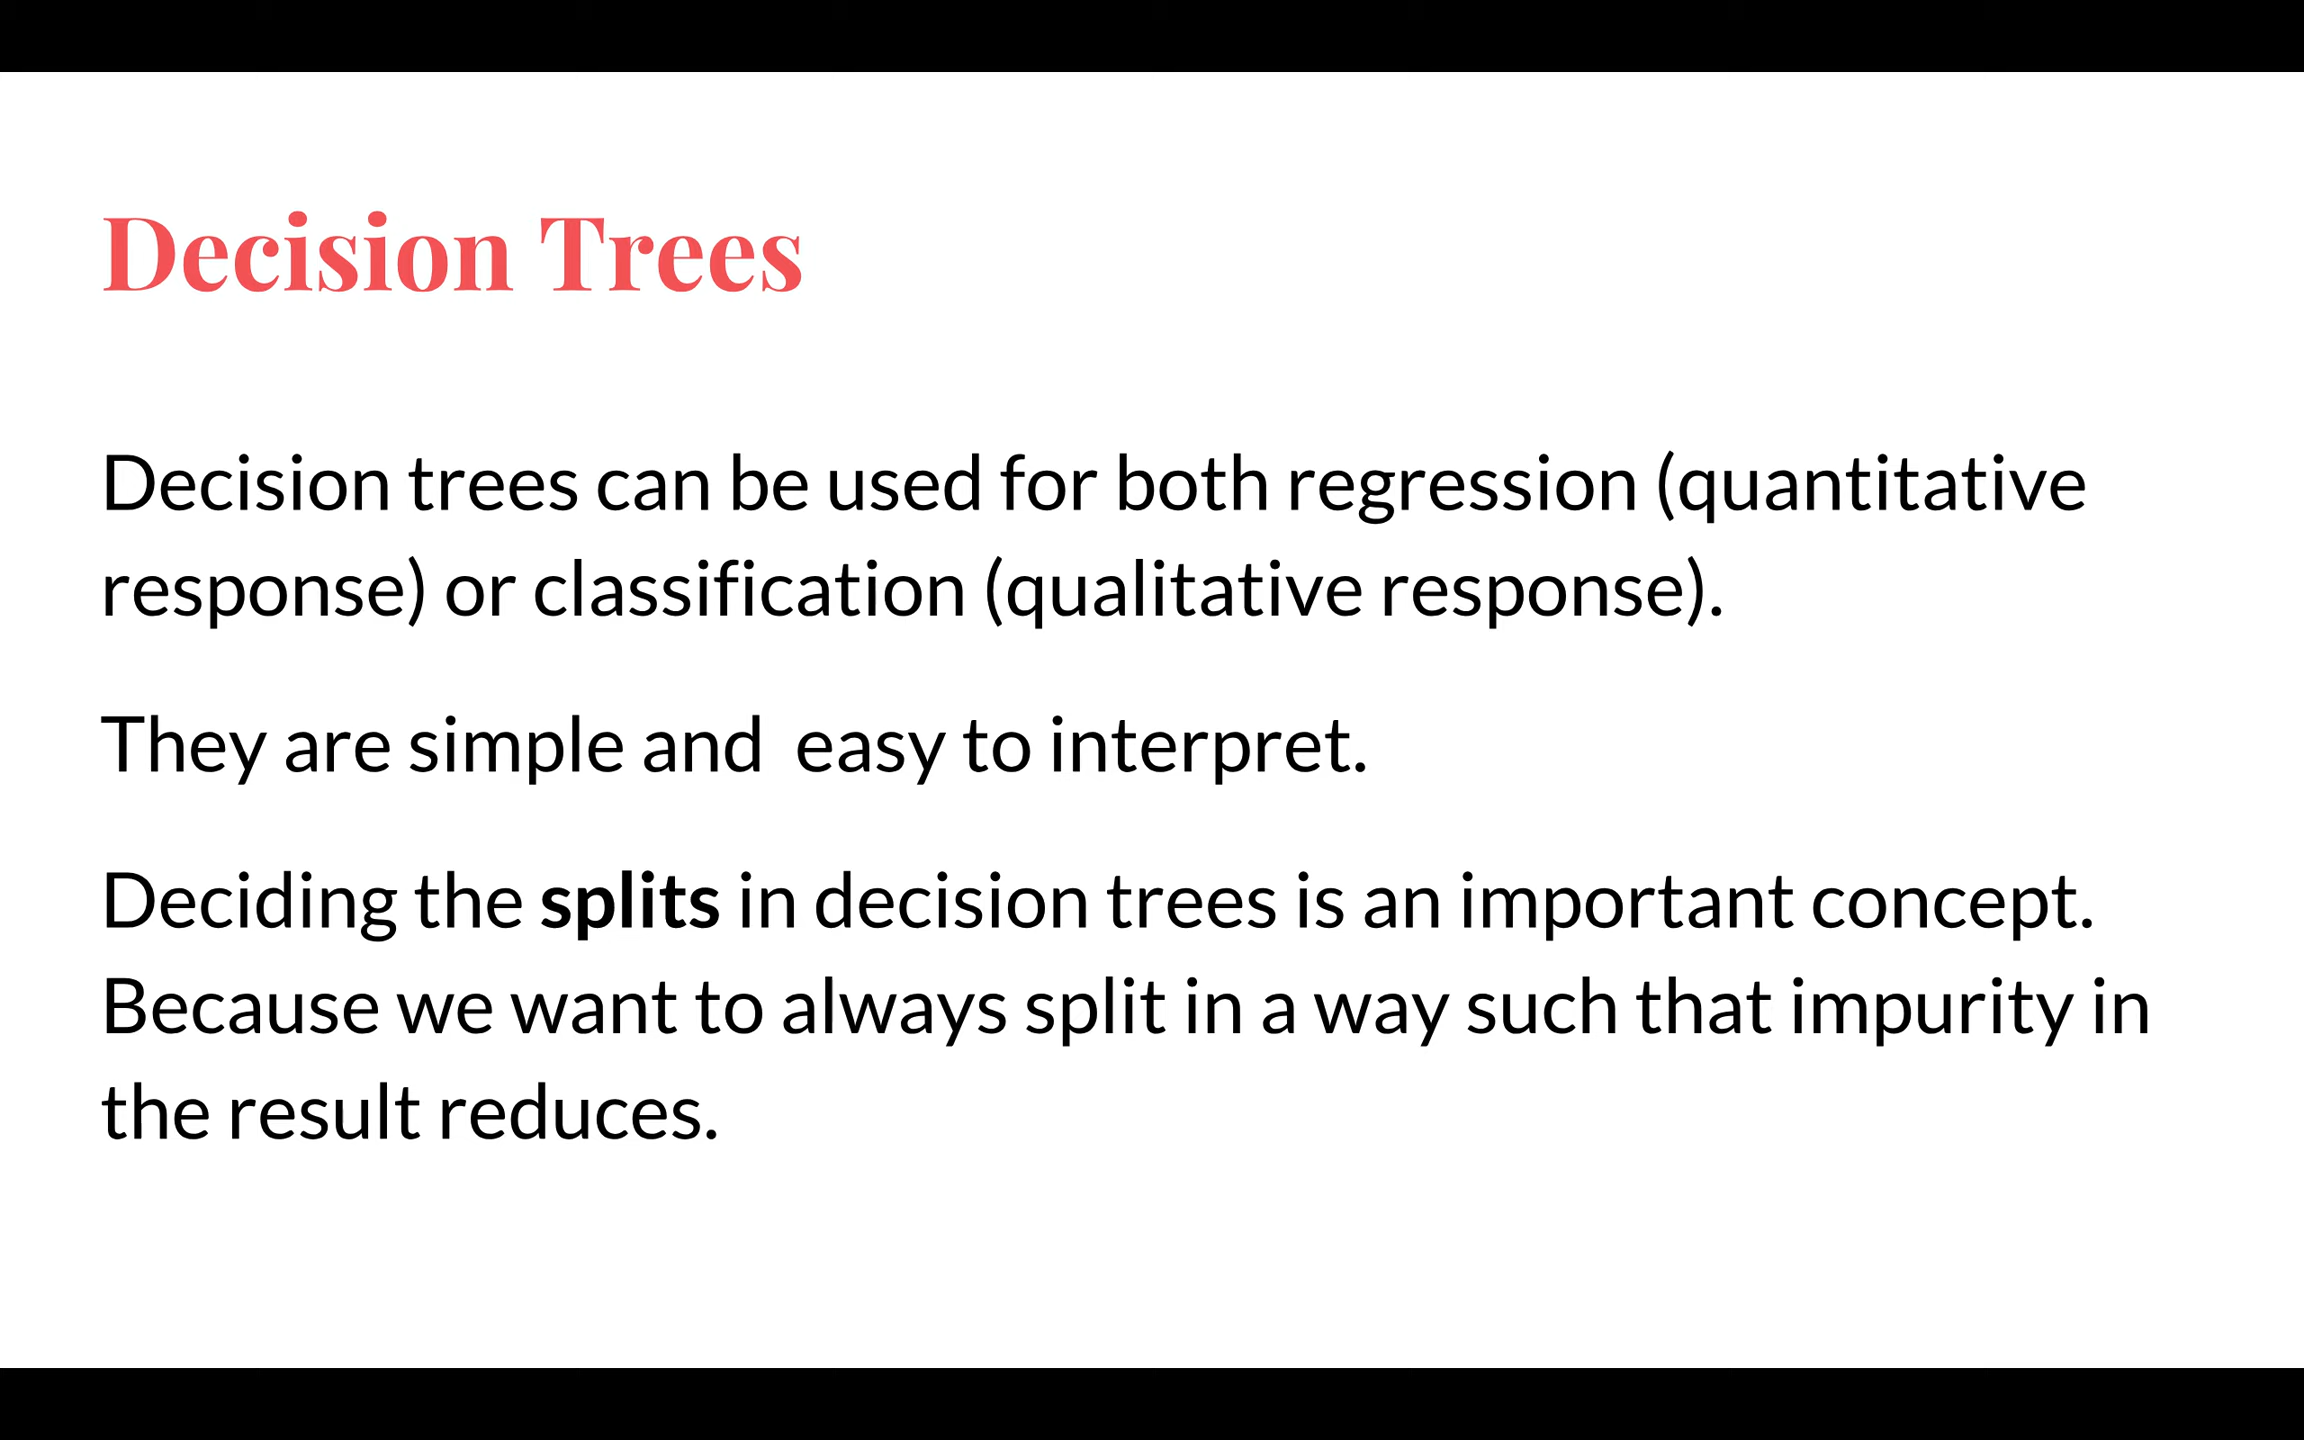 Decision Trees
Decision trees can be used for both regression (quantitative
response) or classification (qualitative response).
They are simple and  easy to interpret.
Deciding the splits in decision trees is an important concept.
Because we want to always split in a way such that impurity in
the result reduces.